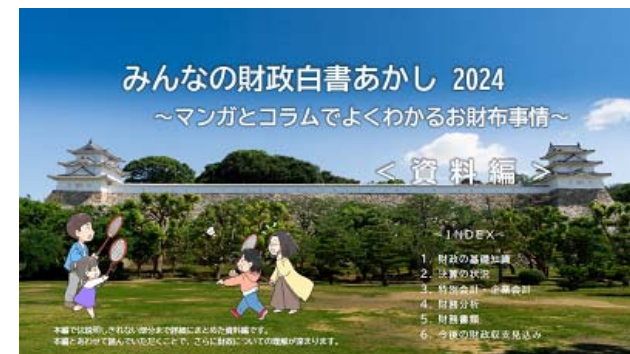 みんなの財政白書あかし 2024
~マンガとコラムでよくわかるお財布事情~
<資料編>
~INDEX~
1. 財政の基礎知識
2. 決算の状況
3. 特別会計・企業会計
4. 財務分析
5. 財務書類
6. 今後の財政収支見込み
本編では説明しきれない部分まで詳細にまとめた資料編です。
本編とあわせて読んでいただくことで、さらに財政についての理解が深まります。